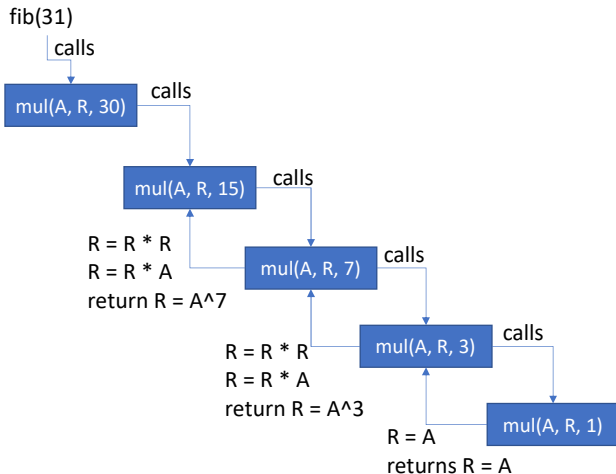 fib(31)
calls
mul(A, R, 30)
calls
mul(A, R, 15)
calls
R = R * R
R = R * A
return R = A^7
mul(A, R, 7)
calls
R = R * R
R = R * A
return R = A^3
mul(A, R, 3)
calls
R = A
returns R = A
mul(A, R, 1)